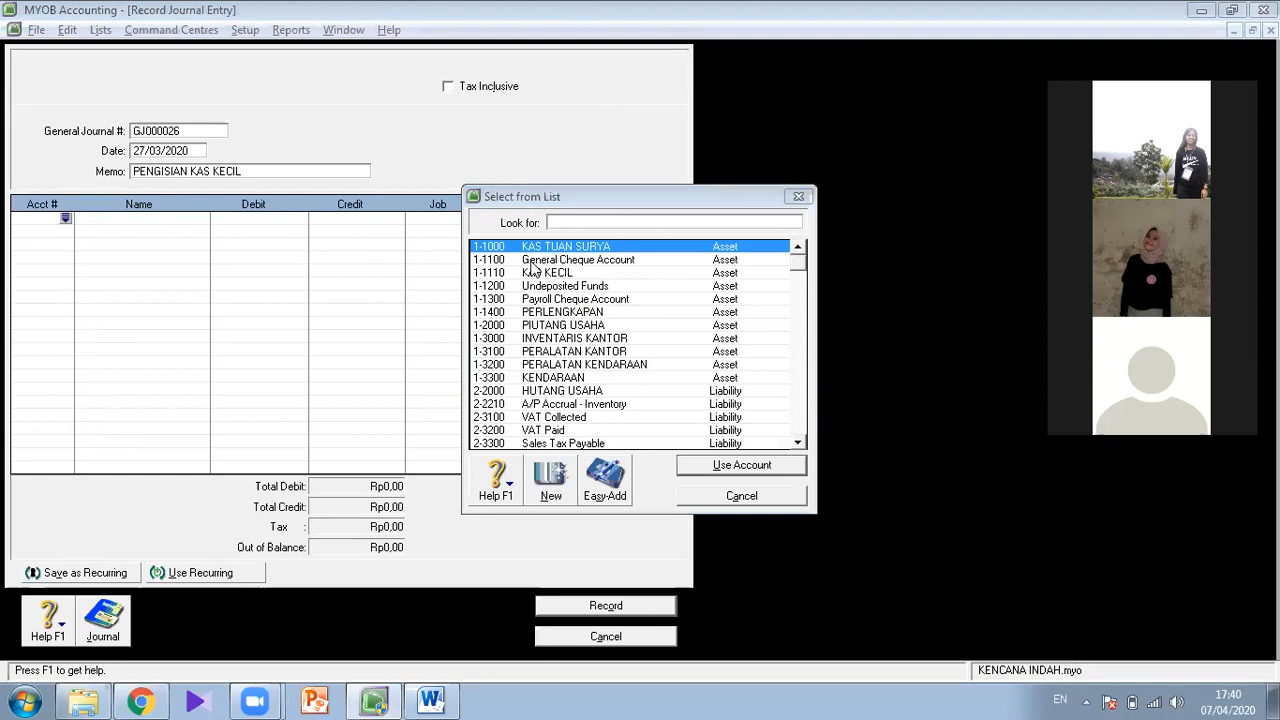 MYOB Accounting - [Record Journal Entry]
File Edit Lists Command Centres Setup Reports Window Help
Tax Inclusive
General Journal #: GJ000026
Date: 27/03/2020
Memo: PENGISIAN KAS KECIL
Acct # Name Debit Credit Job
Select from List
Look for:
1-1000 KAS TUAN SURYA Asset
1-1100 General Cheque Account Asset
1-1110 KAS KECIL Asset
1-1200 Undeposited Funds Asset
1-1300 Payroll Cheque Account Asset
1-1400 PERLENGKAPAN Asset
1-2000 PIUTANG USAHA Asset
1-3000 INVENTARIS KANTOR Asset
1-3100 PERALATAN KANTOR Asset
1-3200 PERALATAN KENDARAAN Asset
1-3300 KENDARAAN Asset
2-2000 HUTANG USAHA Liability
2-2210 A/P Accrual - Inventory Liability
2-3100 VAT Collected Liability
2-3200 VAT Paid Liability
2-3300 Sales Tax Payable Liability
Help F1 New Easy-Add Use Account
Cancel
Total Debit: Rp0,00
Total Credit: Rp0,00
Tax : Rp0,00
Out of Balance: Rp0,00
Save as Recurring Use Recurring
Help F1 Journal Record
Cancel
Press F1 to get help. KENCANA INDAH.myo
EN 17:40
07/04/2020